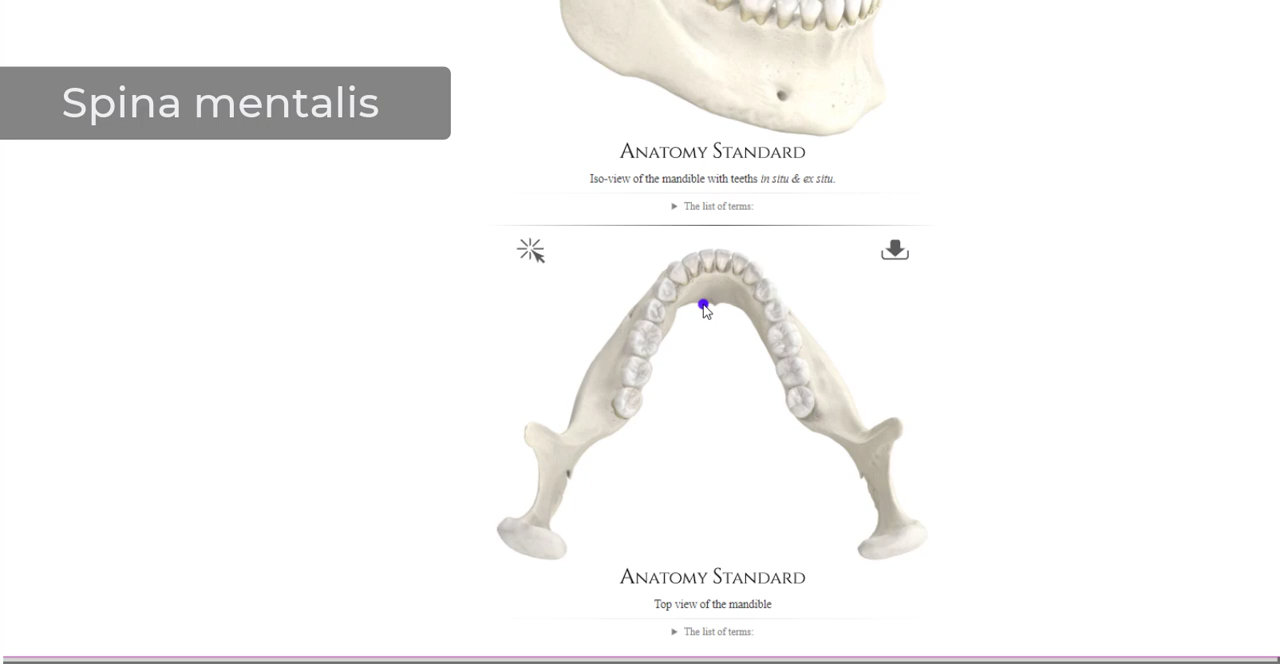 Spina mentalis
Anatomy Standard
Iso-view of the mandible with teeths in situ & ex situ.
▶ The list of terms:
Anatomy Standard
Top view of the mandible
▶ The list of terms: